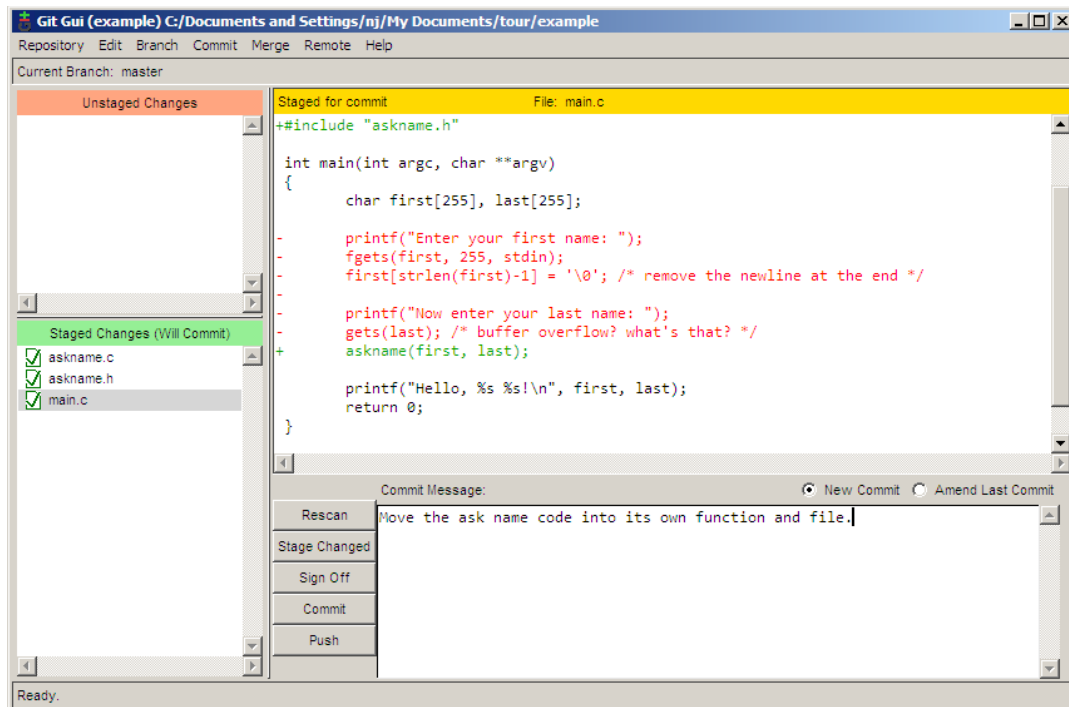 Git Gui (example) C:/Documents and Settings/nj/My Documents/tour/example
Repository Edit Branch Commit Merge Remote Help
Current Branch: master
Unstaged Changes
Staged Changes (Will Commit)
askname.c
askname.h
main.c
Staged for commit File: main.c
+#include "askname.h"
int main(int argc, char **argv)
{
char first[255], last[255];
- printf("Enter your first name: ");
- fgets(first, 255, stdin);
- first[strlen(first)-1] = '\0'; /* remove the newline at the end */
-
- printf("Now enter your last name: ");
- gets(last); /* buffer overflow? what's that? */
+ askname(first, last);
printf("Hello, %s %s!\n", first, last);
return 0;
}
Commit Message: New Commit Amend Last Commit
Rescan
Stage Changed
Sign Off
Commit
Push
Move the ask name code into its own function and file.
Ready.